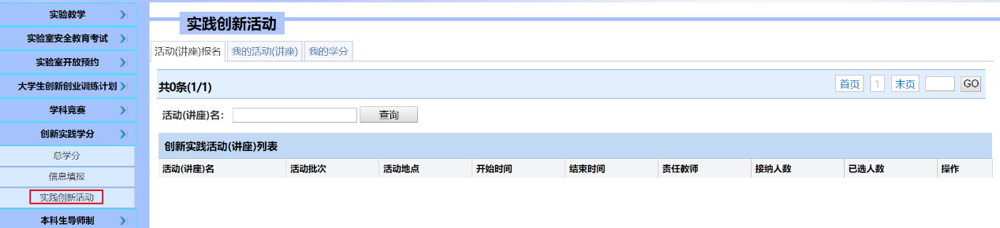 实验教学
实验室安全教育考试
实验室开放预约
大学生创新创业训练计划
学科竞赛
创新实践学分
总学分
信息填报
实践创新活动
本科生导师制
实践创新活动
活动(讲座)报名 我的活动(讲座) 我的学分
共0条(1/1) 首页 1 末页 GO
活动(讲座)名: 查询
创新实践活动(讲座)列表
活动(讲座)名 活动批次 活动地点 开始时间 结束时间 责任教师 接纳人数 已选人数 操作